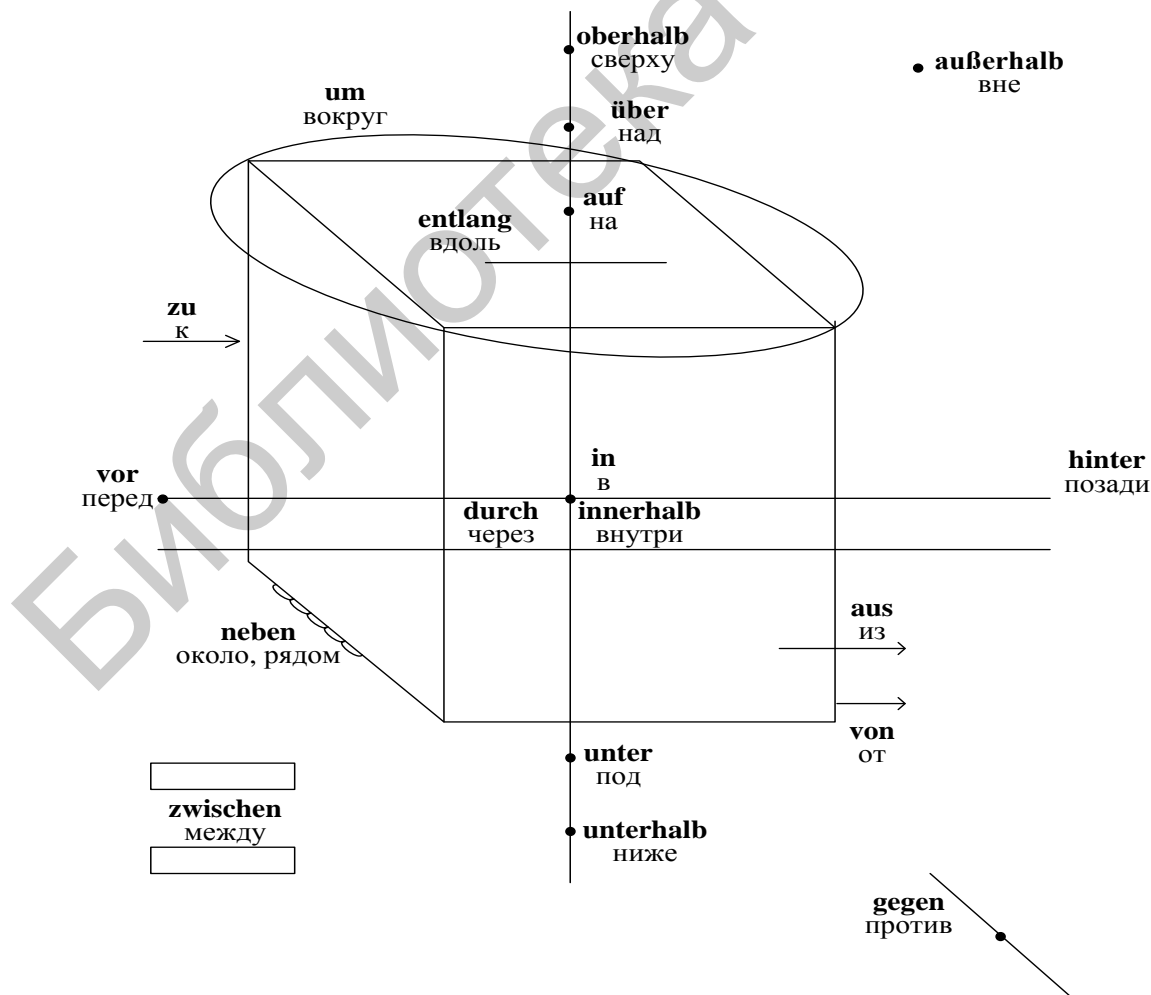 oberhalb
сверху
außerhalb
вне
um
вокруг
über
над
auf
на
entlang
вдоль
zu
к
vor
перед
in
в
hinter
позади
durch
через
innerhalb
внутри
neben
около, рядом
aus
из
von
от
unter
под
zwischen
между
unterhalb
ниже
gegen
против
Библиотека